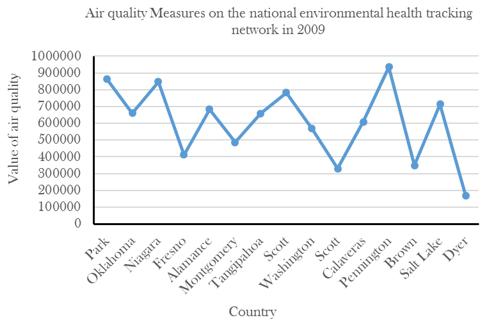 Air quality Measures on the national environmental health tracking
network in 2009
Value of air quality
1000000
900000
800000
700000
600000
500000
400000
300000
200000
100000
0
Park
Oklahoma
Niagara
Fresno
Alamance
Montgomery
Tangipahoa
Scott
Washington
Scott
Calaveras
Pennington
Brown
Salt Lake
Dyer
Country